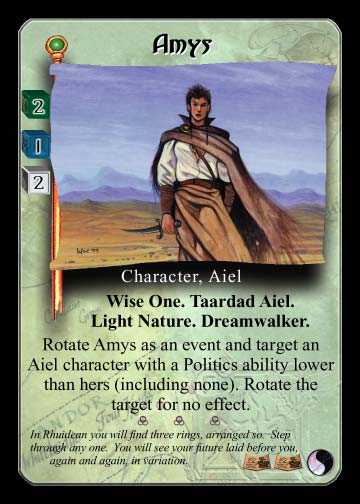 Amys
2
1
2
Woc 99
Character, Aiel
Wise One. Taardad Aiel.
Light Nature. Dreamwalker.
Rotate Amys as an event and target an
Aiel character with a Politics ability lower
than hers (including none). Rotate the
target for no effect.
In Rhuidean you will find three rings, arranged so. Step
through any one. You will see your future laid before you,
again and again, in variation.